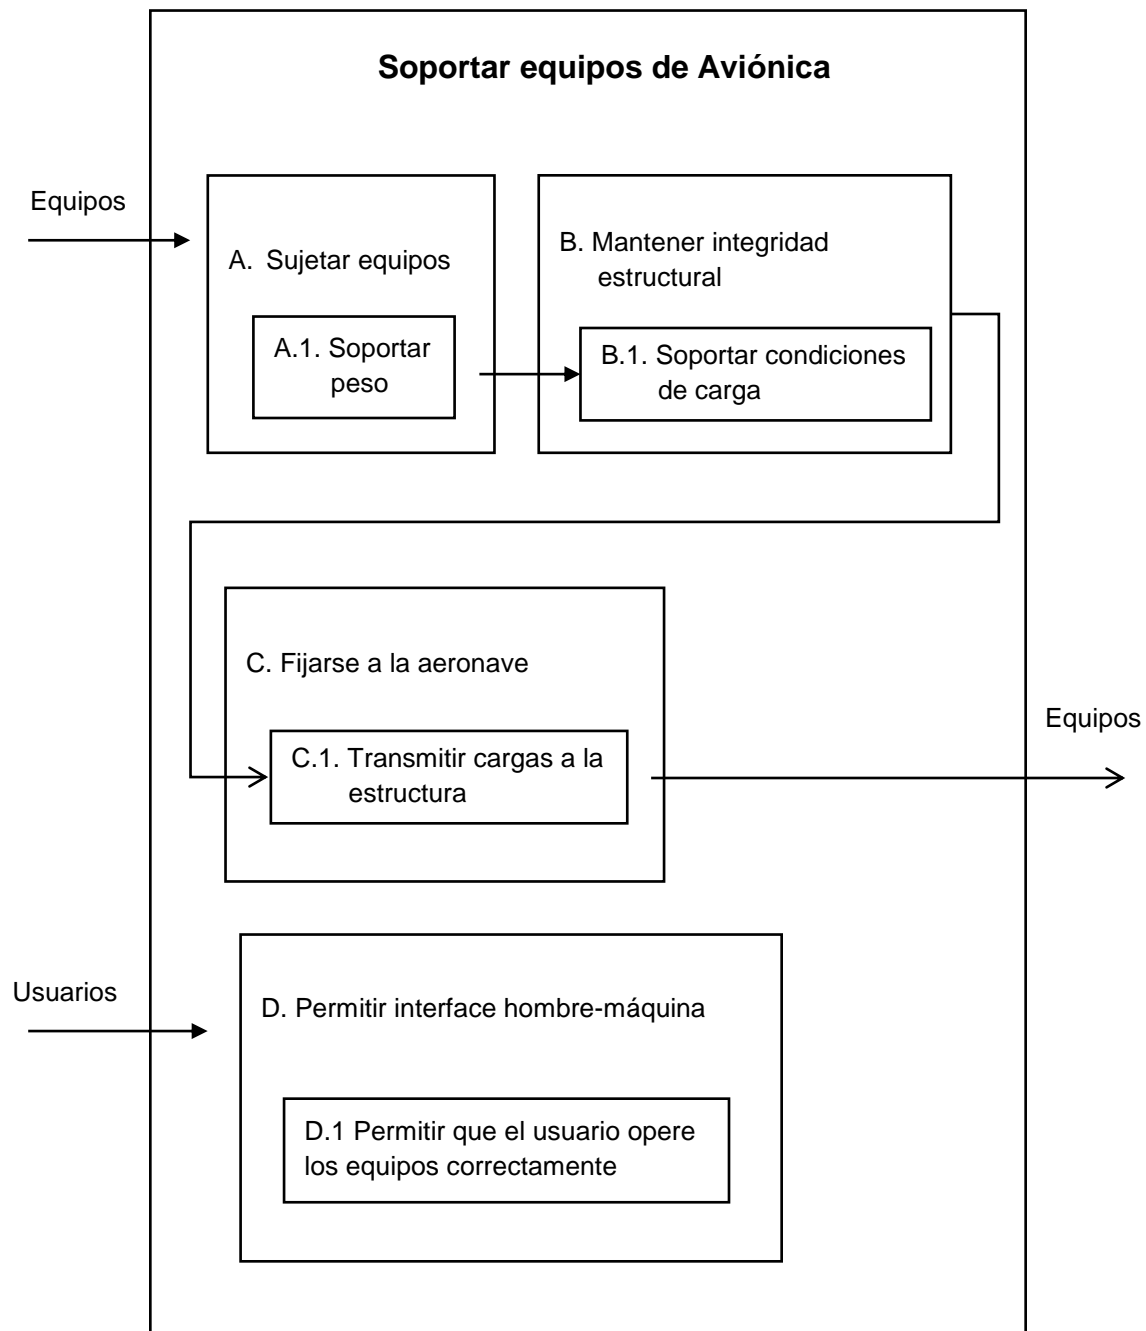 Soportar equipos de Aviónica
Equipos
A. Sujetar equipos
A.1. Soportar
peso
B. Mantener integridad
estructural
B.1. Soportar condiciones
de carga
C. Fijarse a la aeronave
C.1. Transmitir cargas a la
estructura
Equipos
Usuarios
D. Permitir interface hombre-máquina
D.1 Permitir que el usuario opere
los equipos correctamente